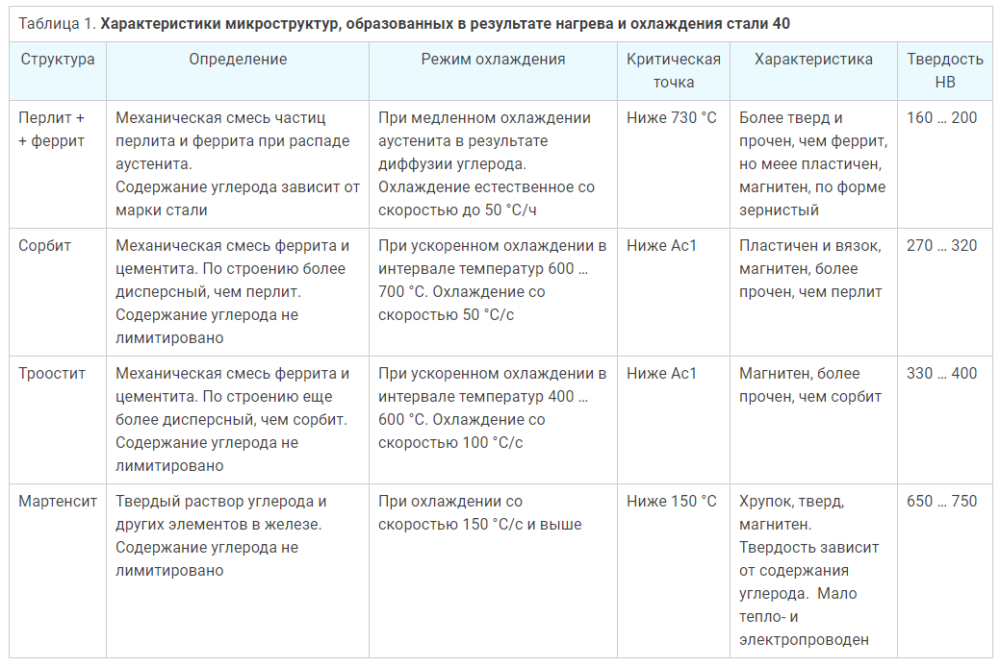 Таблица 1. Характеристики микроструктур, образованных в результате нагрева и охлаждения стали 40
Структура
Определение
Режим охлаждения
Критическая
точка
Характеристика
Твердость
НВ
Перлит +
+ феррит
Механическая смесь частиц
перлита и феррита при распаде
аустенита.
Содержание углерода зависит от
марки стали
При медленном охлаждении
аустенита в результате
диффузии углерода.
Охлаждение естественное со
скоростью до 50 °С/ч
Ниже 730 °С
Более тверд и
прочен, чем феррит,
но меее пластичен,
магнитен, по форме
зернистый
160 … 200
Сорбит
Механическая смесь феррита и
цементита. По строению более
дисперсный, чем перлит.
Содержание углерода не
лимитировано
При ускоренном охлаждении в
интервале температур 600 …
700 °С. Охлаждение со
скоростью 50 °С/с
Ниже Ас1
Пластичен и вязок,
магнитен, более
прочен, чем перлит
270 … 320
Троостит
Механическая смесь феррита и
цементита. По строению еще
более дисперсный, чем сорбит.
Содержание углерода не
лимитировано
При ускоренном охлаждении в
интервале температур 400 …
600 °С. Охлаждение со
скоростью 100 °С/с
Ниже Ас1
Магнитен, более
прочен, чем сорбит
330 … 400
Мартенсит
Твердый раствор углерода и
других элементов в железе.
Содержание углерода не
лимитировано
При охлаждении со
скоростью 150 °С/с и выше
Ниже 150 °С
Хрупок, тверд,
магнитен.
Твердость зависит
от содержания
углерода. Мало
тепло- и
электропроводен
650 … 750